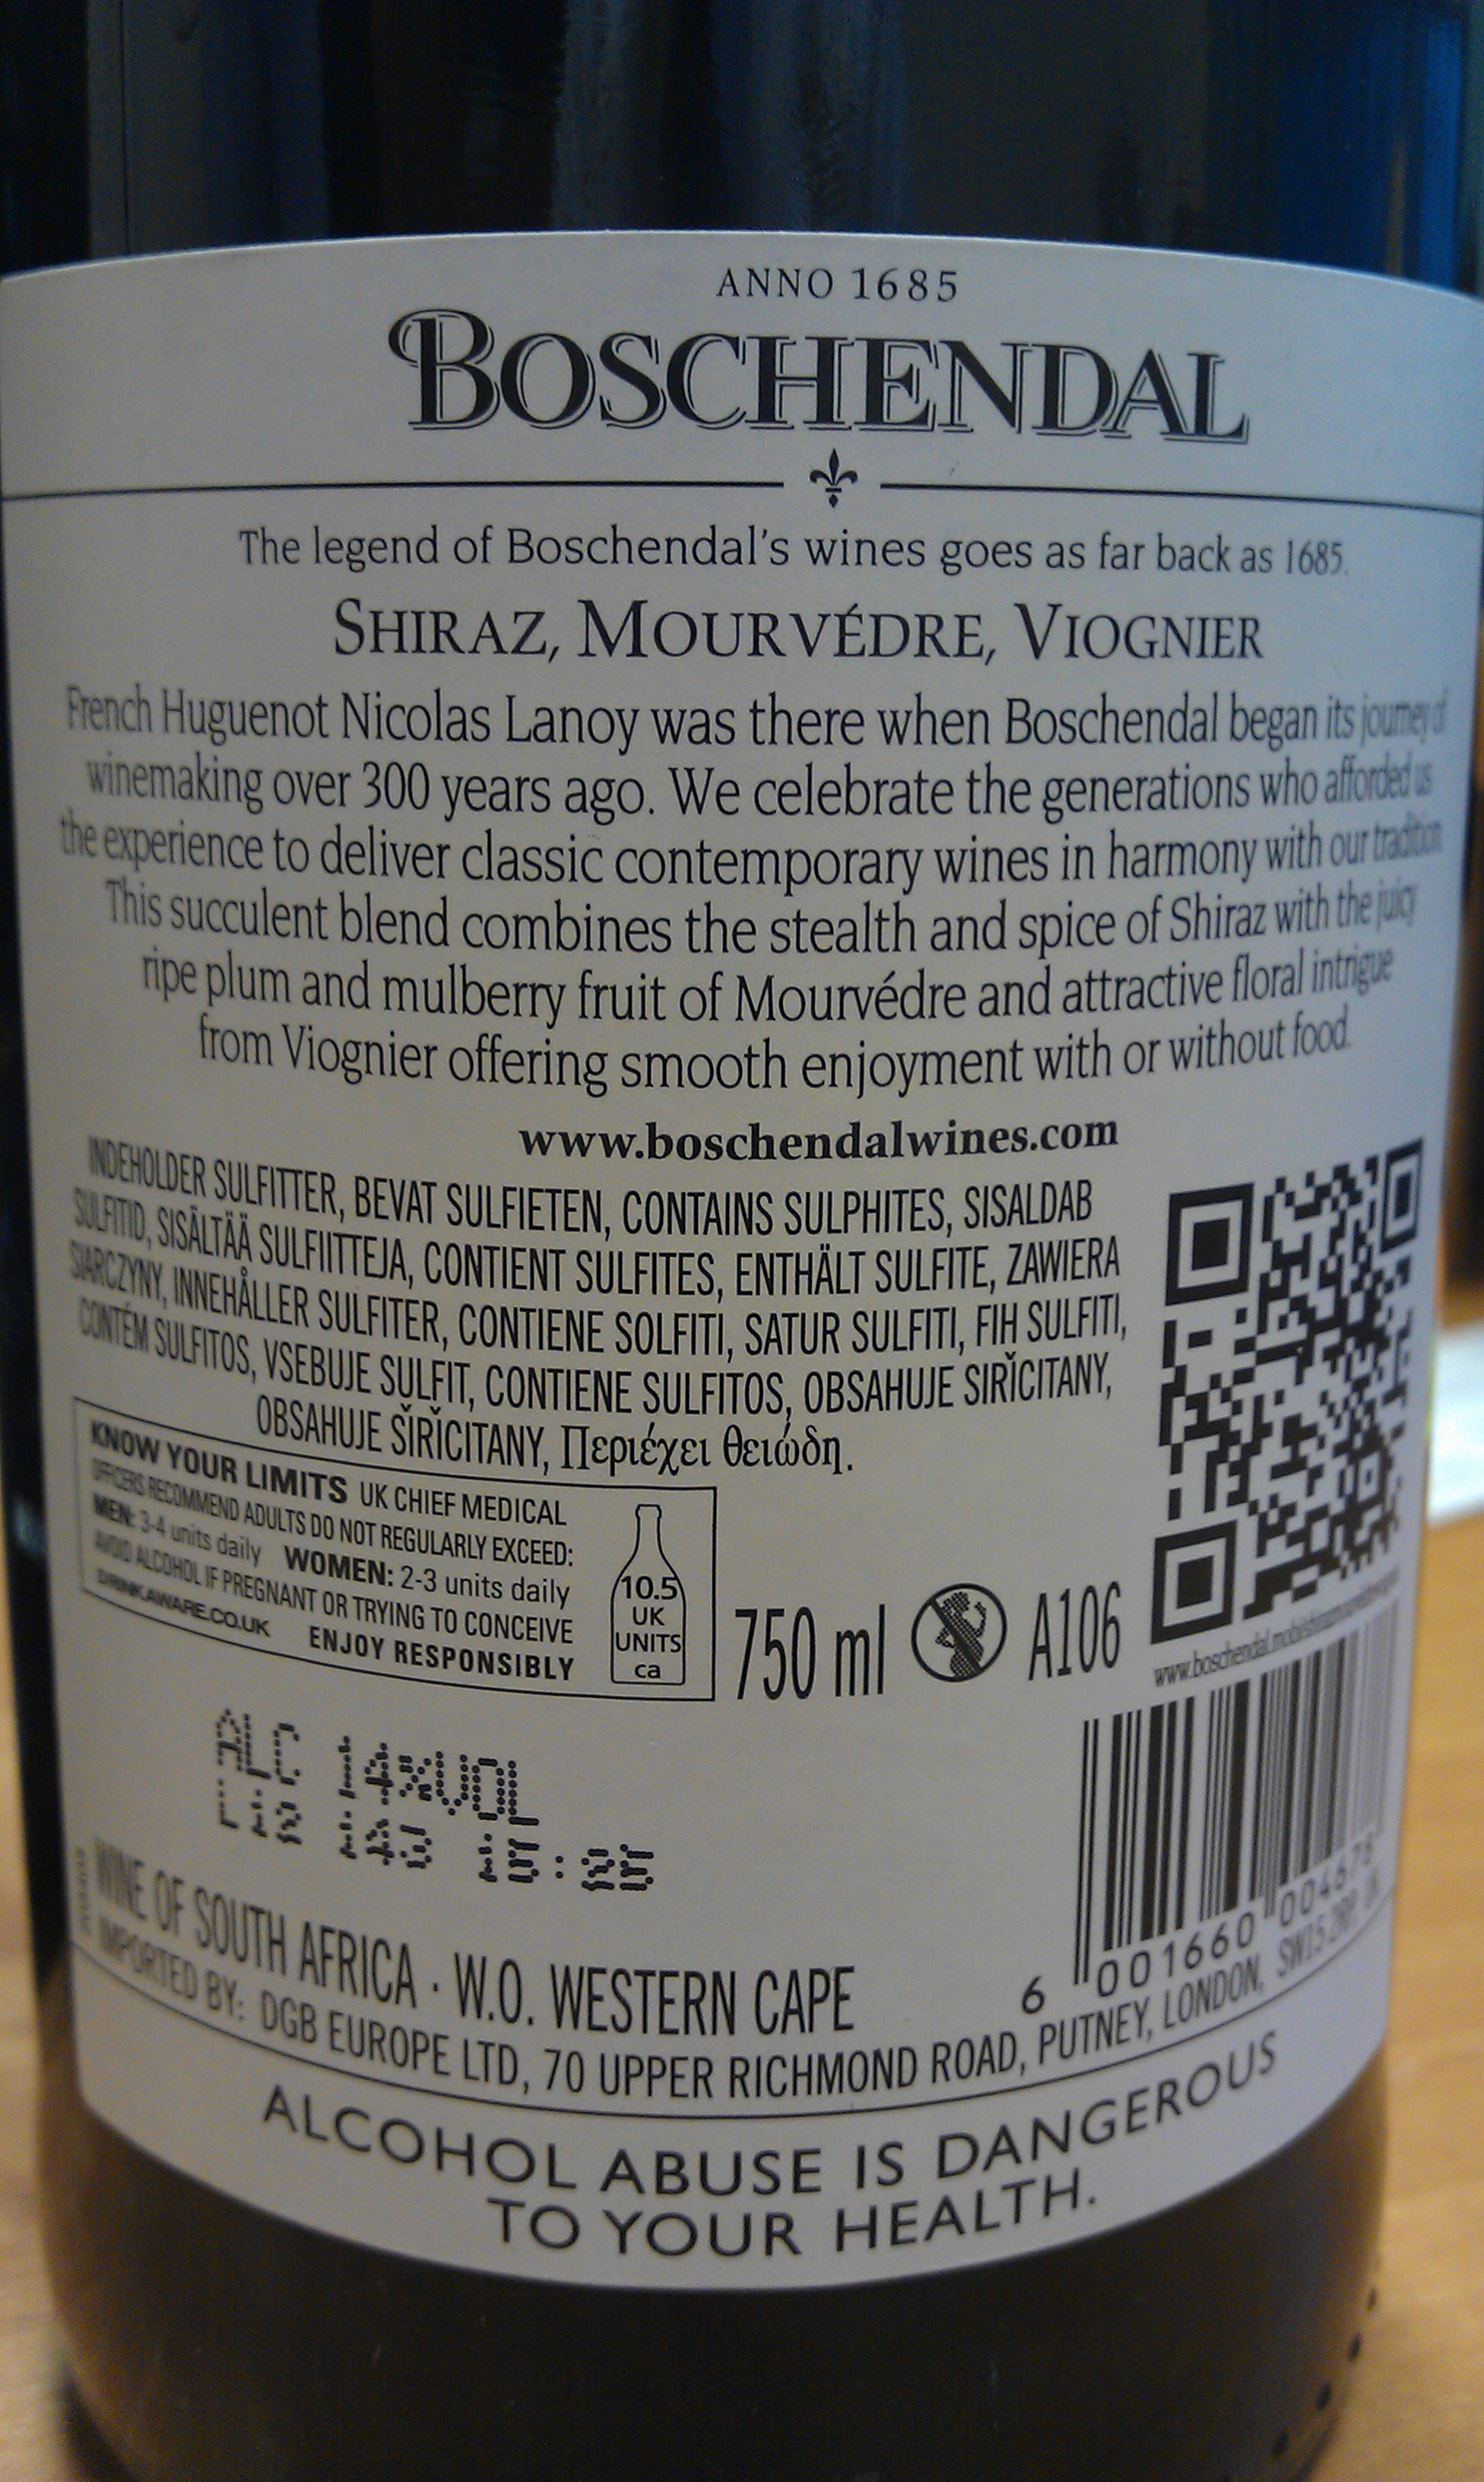 ANNO 1685
BOSCHENDAL
The legend of Boschendal's wines goes as far back as 1685.
SHIRAZ, MOURVÉDRE, VIOGNIER
French Huguenot Nicolas Lanoy was there when Boschendal began its journey of
winemaking over 300 years ago. We celebrate the generations who afforded us
the experience to deliver classic contemporary wines in harmony with our tradition
This succulent blend combines the stealth and spice of Shiraz with the juicy
ripe plum and mulberry fruit of Mourvédre and attractive floral intrigue
from Viognier offering smooth enjoyment with or without food.
www.boschendalwines.com
INDEHOLDER SULFITTER, BEVAT SULFIETEN, CONTAINS SULPHITES, SISALDAB
SULFITID, SISÄLTÄÄ SULFIITTEJA, CONTIENT SULFITES, ENTHÄLT SULFITE, ZAWIERA
SIARCZYNY, INNEHÅLLER SULFITER, CONTIENE SOLFITI, SATUR SULFITI, FIH SULFITI,
CONTÉM SULFITOS, VSEBUJE SULFIT, CONTIENE SULFITOS, OBSAHUJE SIRǏCITANY,
OBSAHUJE ŠIRǏCITANY, Περιέχει θειώδη.
KNOW YOUR LIMITS UK CHIEF MEDICAL
OFFICERS RECOMMEND ADULTS DO NOT REGULARLY EXCEED:
MEN: 3-4 units daily WOMEN: 2-3 units daily
AVOID ALCOHOL IF PREGNANT OR TRYING TO CONCEIVE
DRINKAWARE.CO.UK ENJOY RESPONSIBLY
10.5
UK
UNITS
ca
750 ml A106
ALC 14%VOL
15:25
WINE OF SOUTH AFRICA · W.O. WESTERN CAPE
6 001660 004678
IMPORTED BY: DGB EUROPE LTD, 70 UPPER RICHMOND ROAD, PUTNEY, LONDON, SW15 2RP UK
ALCOHOL ABUSE IS DANGEROUS
TO YOUR HEALTH.